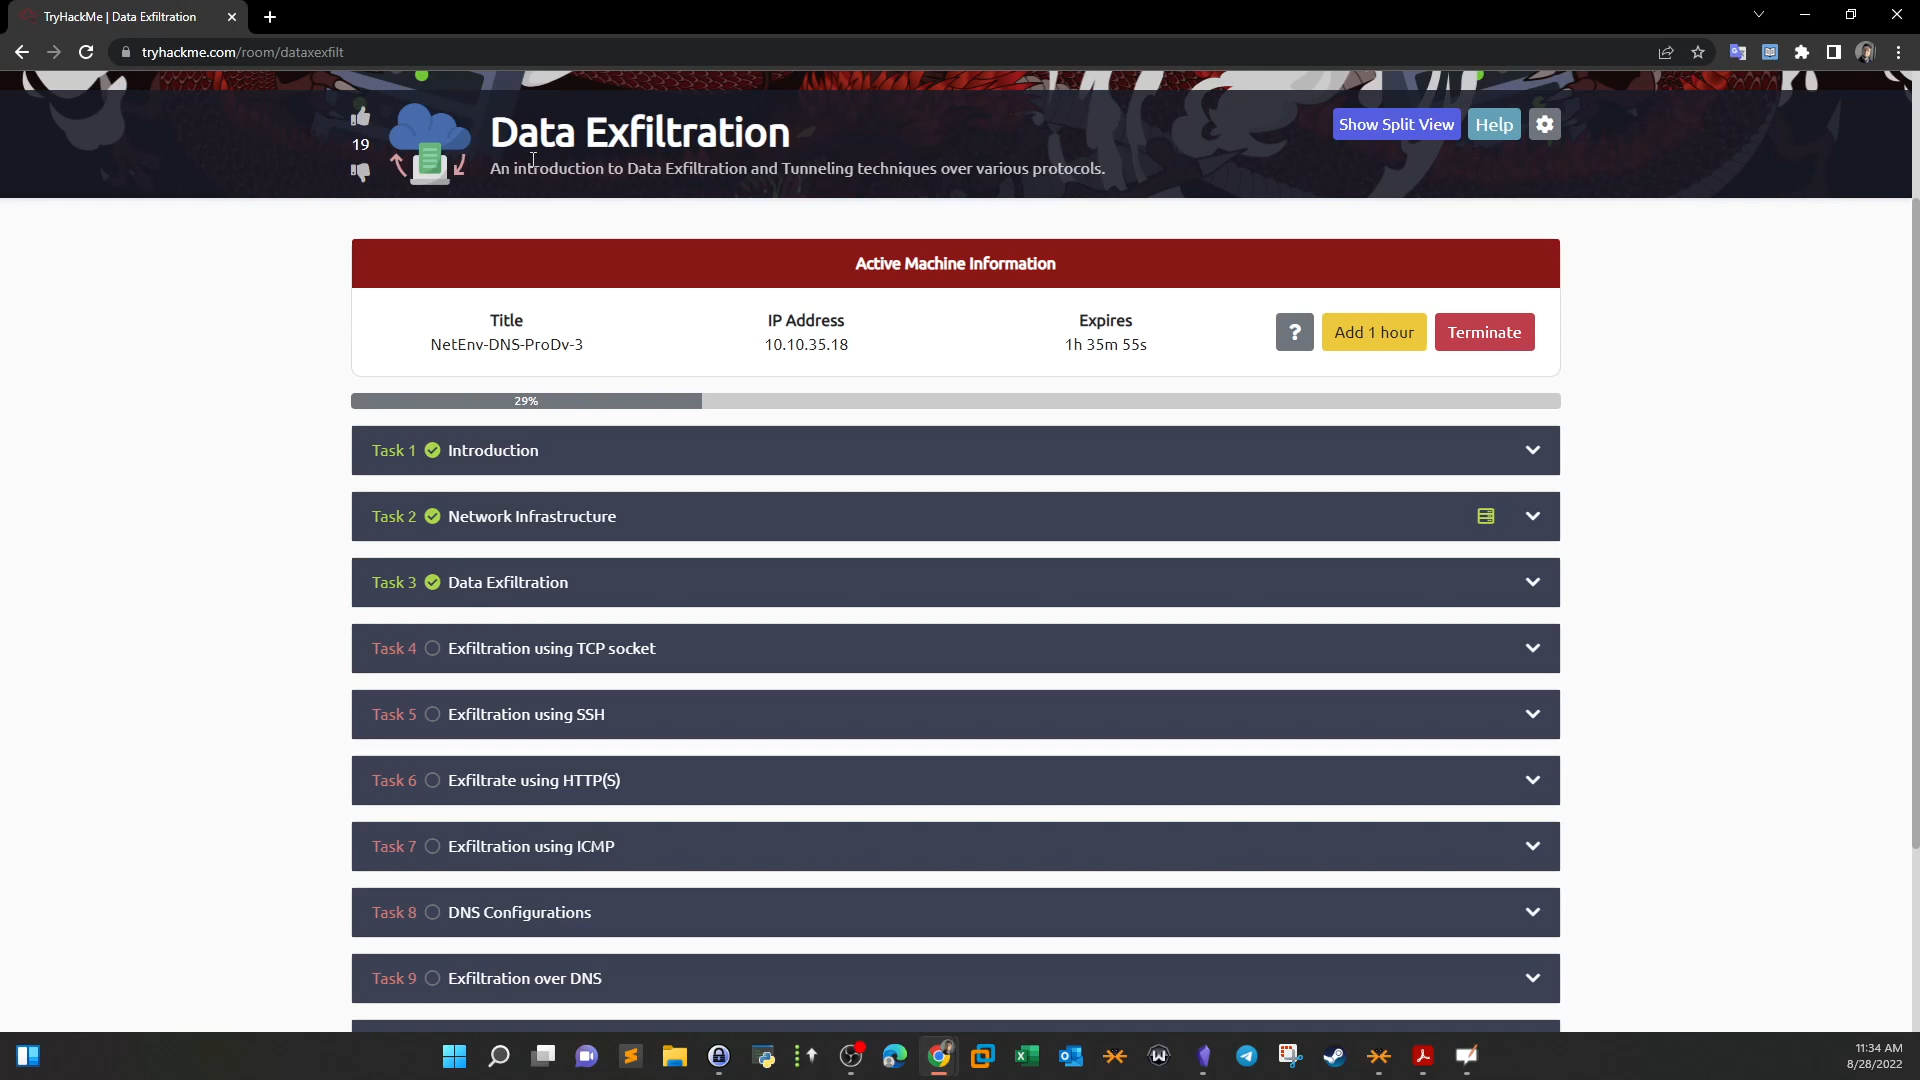 TryHackMe | Data Exfiltration
tryhackme.com/room/dataxexfilt
19
Data Exfiltration
An introduction to Data Exfiltration and Tunneling techniques over various protocols.
Show Split View
Help
Active Machine Information
Title
IP Address
Expires
NetEnv-DNS-ProDv-3
10.10.35.18
1h 35m 55s
?
Add 1 hour
Terminate
29%
Task 1 Introduction
Task 2 Network Infrastructure
Task 3 Data Exfiltration
Task 4 Exfiltration using TCP socket
Task 5 Exfiltration using SSH
Task 6 Exfiltrate using HTTP(S)
Task 7 Exfiltration using ICMP
Task 8 DNS Configurations
Task 9 Exfiltration over DNS
11:34 AM
8/28/2022